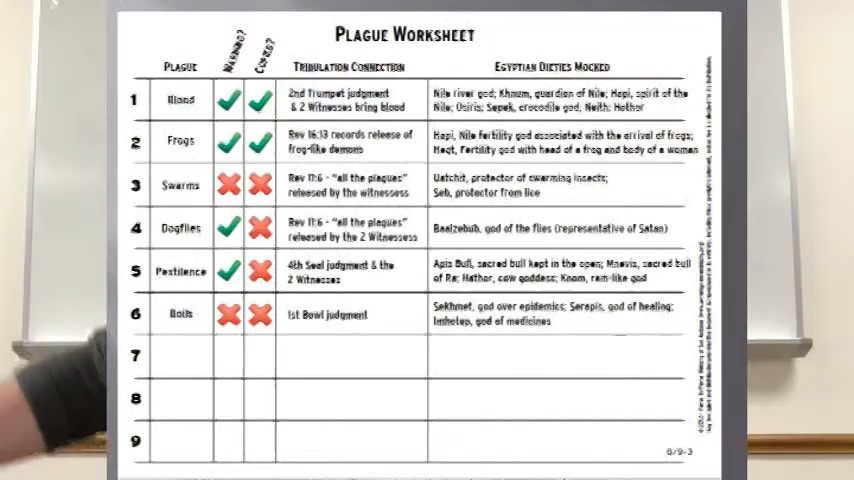 PLAGUE WORKSHEET
PLAGUE WARNING? COPIED? TRIBULATION CONNECTION EGYPTIAN DIETIES MOCKED
1 Blood 2nd Trumpet judgment Nile river god; Khnum, guardian of Nile; Hapi, spirit of the
& 2 Witnesses bring blood Nile; Osiris; Sepek, crocodile god; Neith; Hathor
2 Frogs Rev 16:13 records release of Hapi, Nile fertility god associated with the arrival of frogs;
frog-like demons Heqt, Fertility god with head of a frog and body of a woman
3 Swarms Rev 11:6 - "all the plagues" Uatchit, protector of swarming insects;
released by the witnessess Seb, protector from lice
4 Dogflies Rev 11:6 - "all the plagues" Baalzebub, god of the flies (representative of Satan)
released by the 2 Witnessess
5 Pestilence 4th Seal judgment & the Apis Bull, sacred bull kept in the open; Mnevis, sacred bull
2 Witnesses of Ra; Hathor, cow goddess; Knom, ram-like god
6 Boils 1st Bowl judgment Sekhmet, god over epidemics; Serapis, god of healing;
Imhotep, god of medicines
7
8
9